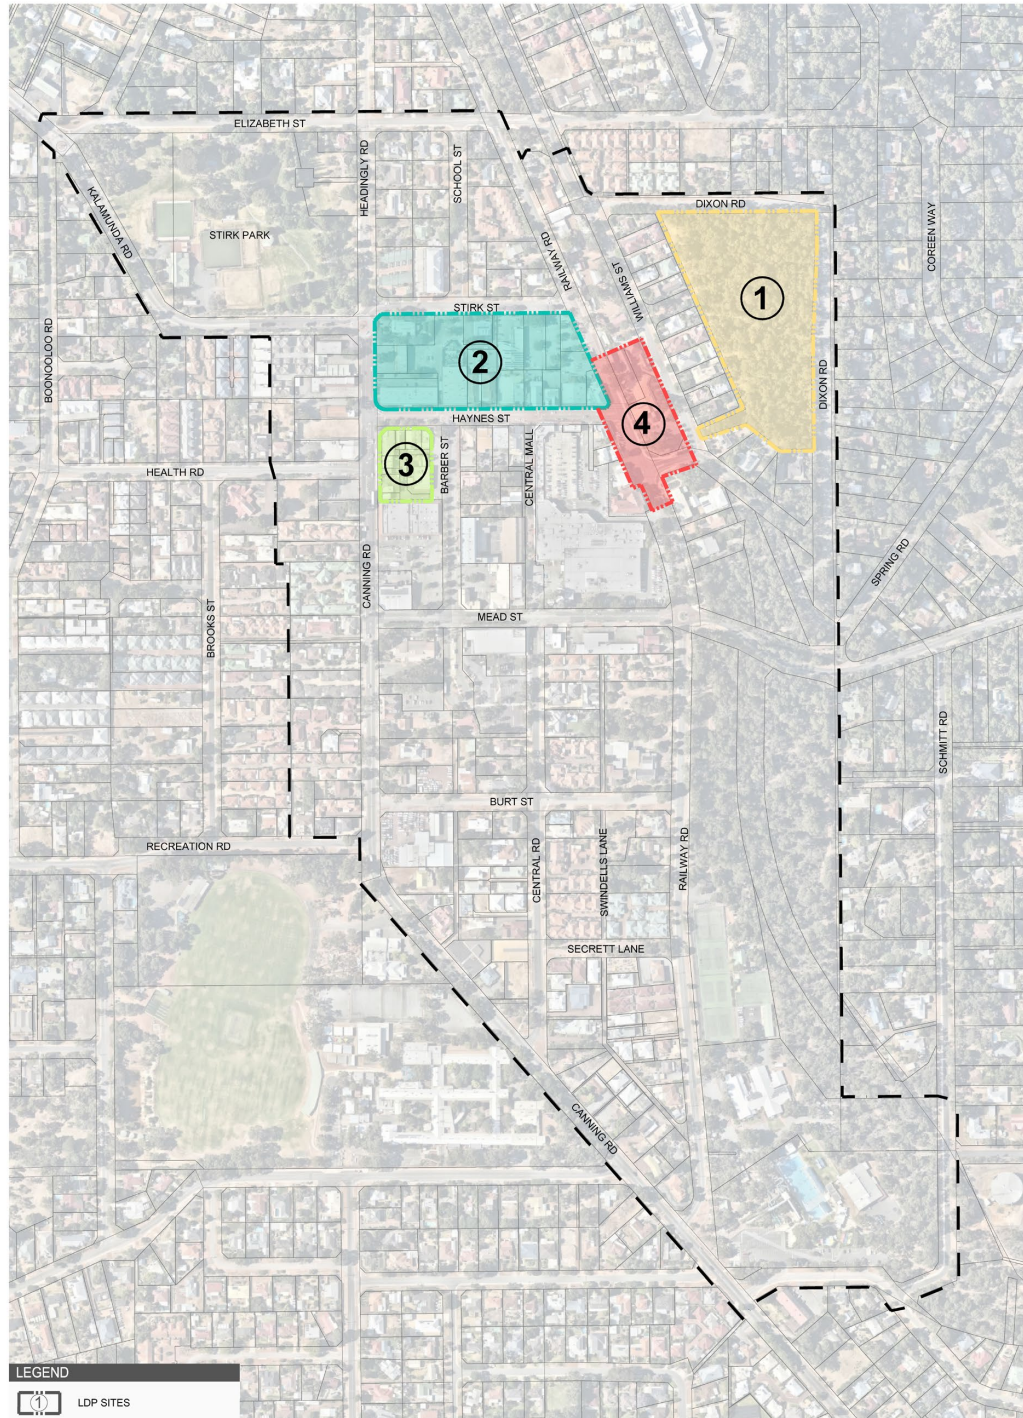 ELIZABETH ST
HEADINGLY RD
SCHOOL ST
DIXON RD
KALAMUNDA RD
STIRK PARK
RAILWAY RD
WILLIAMS ST
COREEN WAY
1
STIRK ST
BOONOOLOO RD
2
DIXON RD
HAYNES ST
4
HEALTH RD
3
BARBER ST
CENTRAL MALL
CANNING RD
SPRING RD
MEAD ST
BROOKS ST
SCHMITT RD
BURT ST
RECREATION RD
CENTRAL RD
SWINDELLS LANE
RAILWAY RD
SECRETT LANE
CANNING RD
LEGEND
1
LDP SITES